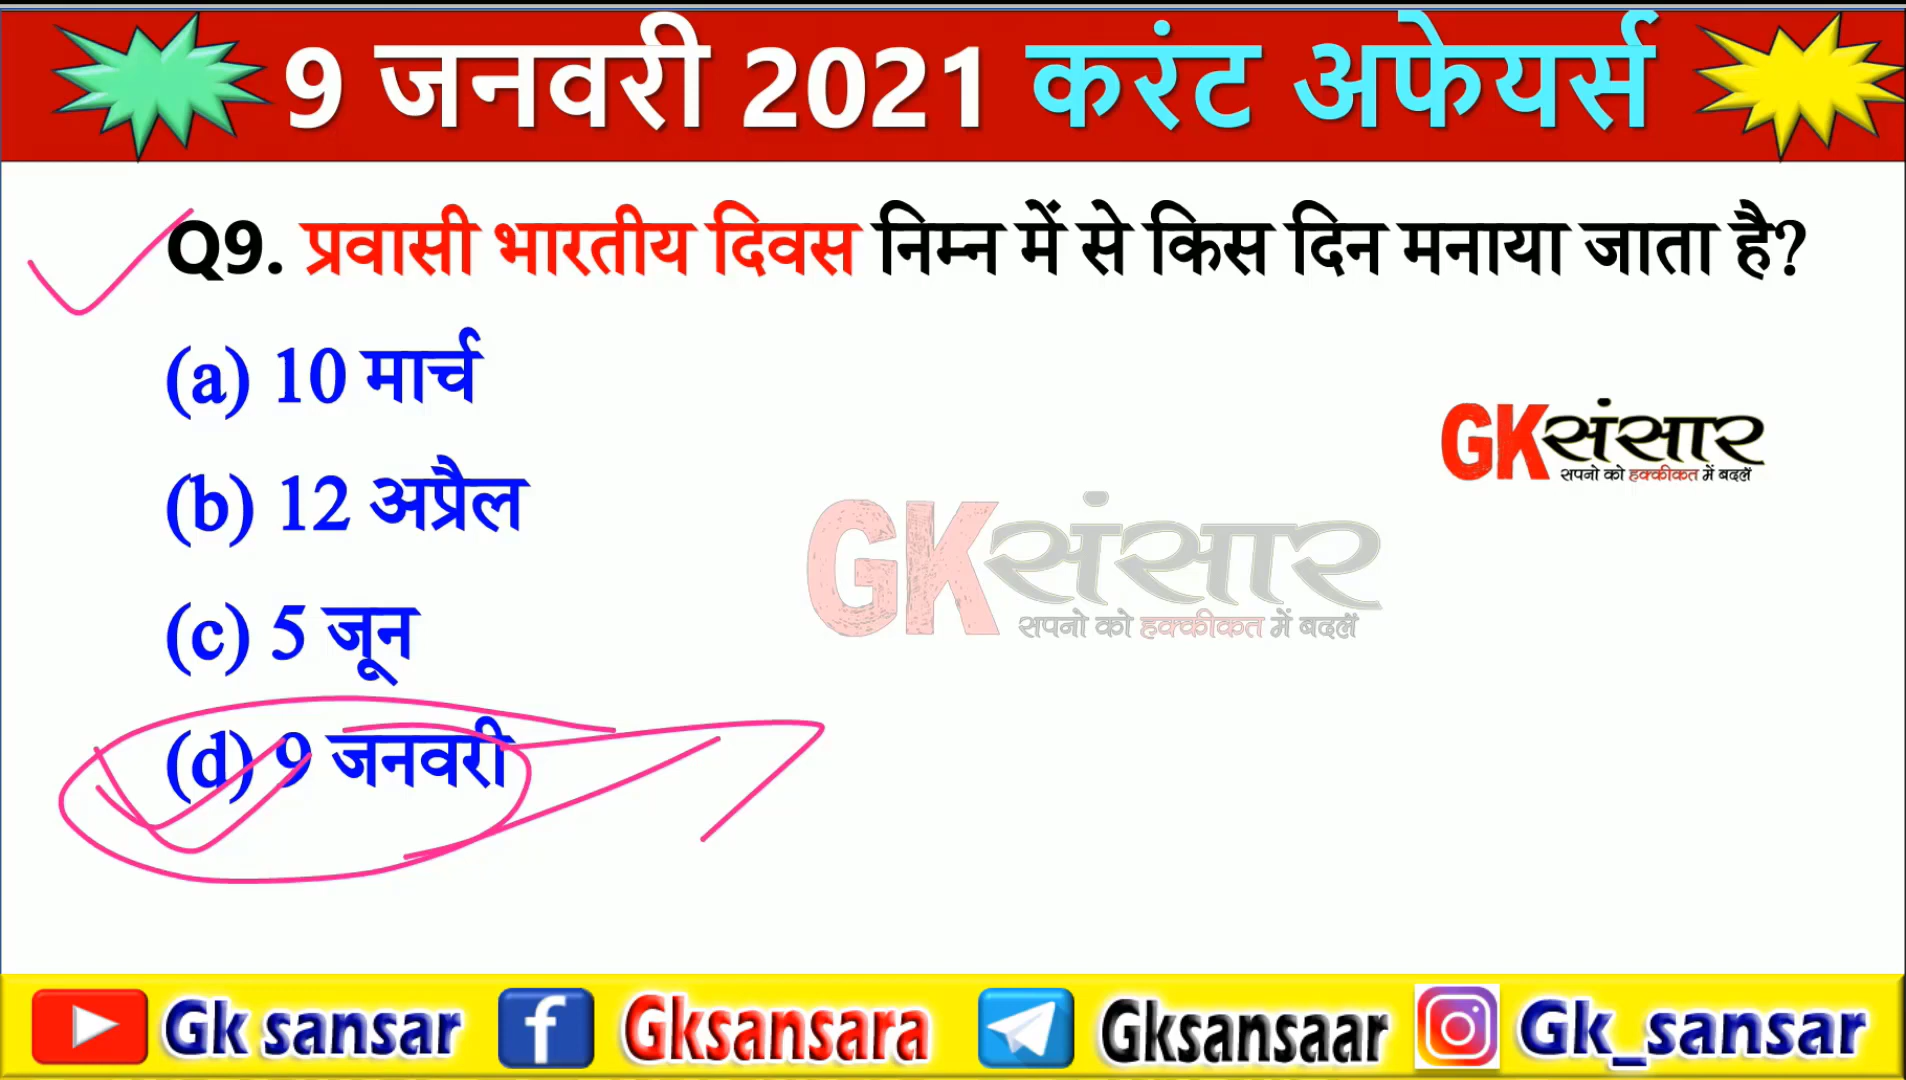 9 जनवरी 2021 करंट अफेयर्स
Q9. प्रवासी भारतीय दिवस निम्न में से किस दिन मनाया जाता है?
(a) 10 मार्च
(b) 12 अप्रैल
(c) 5 जून
(d) 9 जनवरी
GKसंसार
सपनो को हक्कीकत में बदलें
GKसंसार
सपनो को हक्कीकत में बदलें
Gk sansar Gksansara Gksansaar Gk_sansar